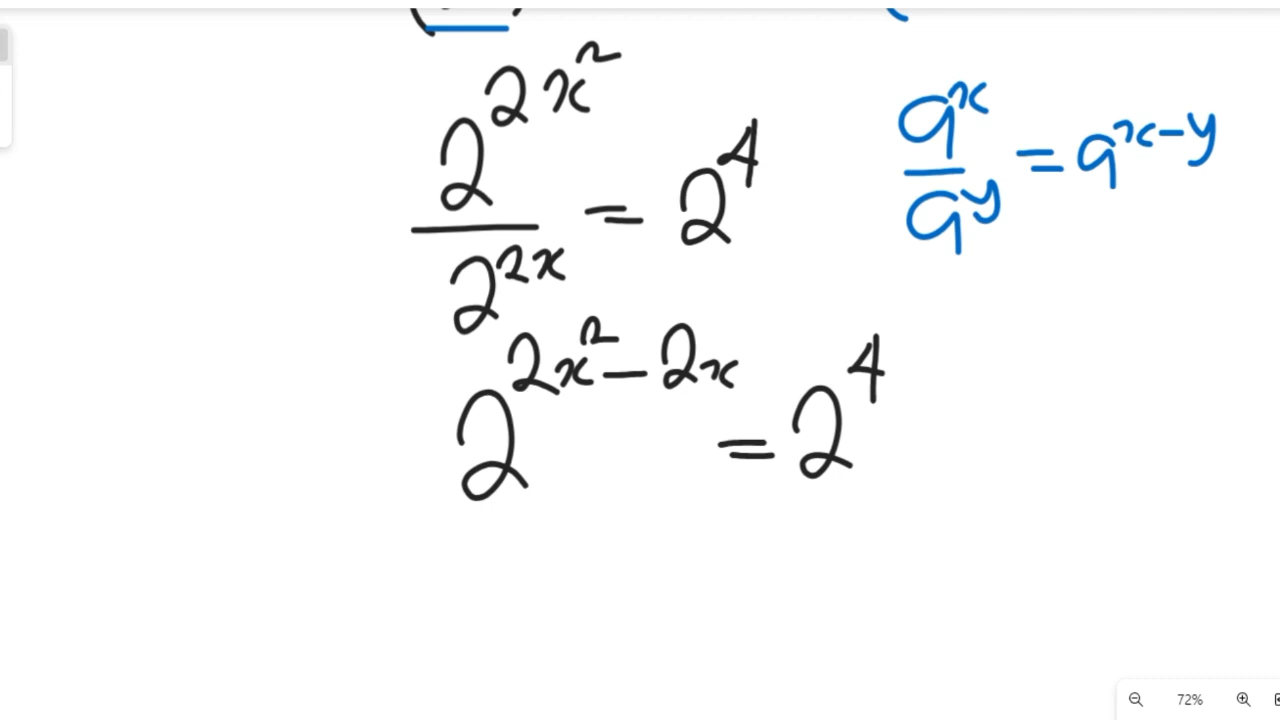 2^{2x^2} / 2^{2x} = 2^4
a^x / a^y = a^{x-y}
2^{2x^2 - 2x} = 2^4
72%